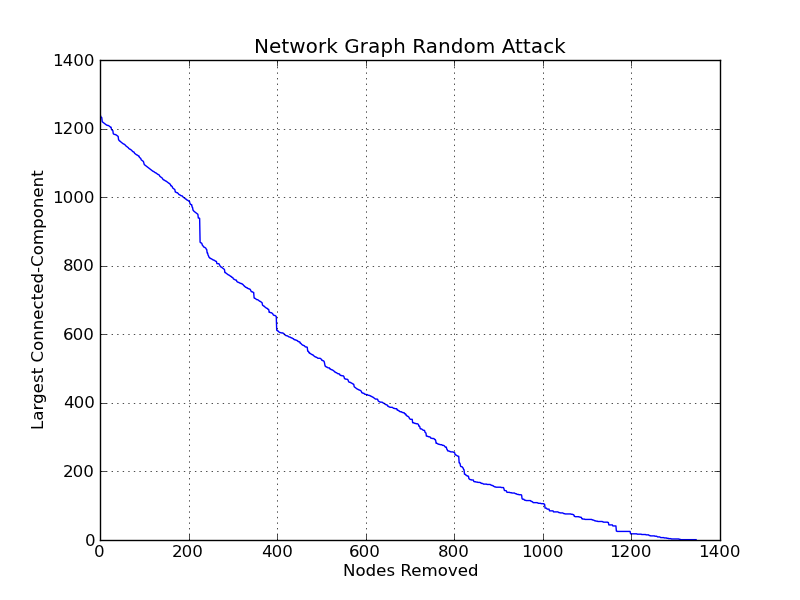 Network Graph Random Attack
1400
1200
1000
800
600
400
200
0
Largest Connected-Component
0 200 400 600 800 1000 1200 1400
Nodes Removed